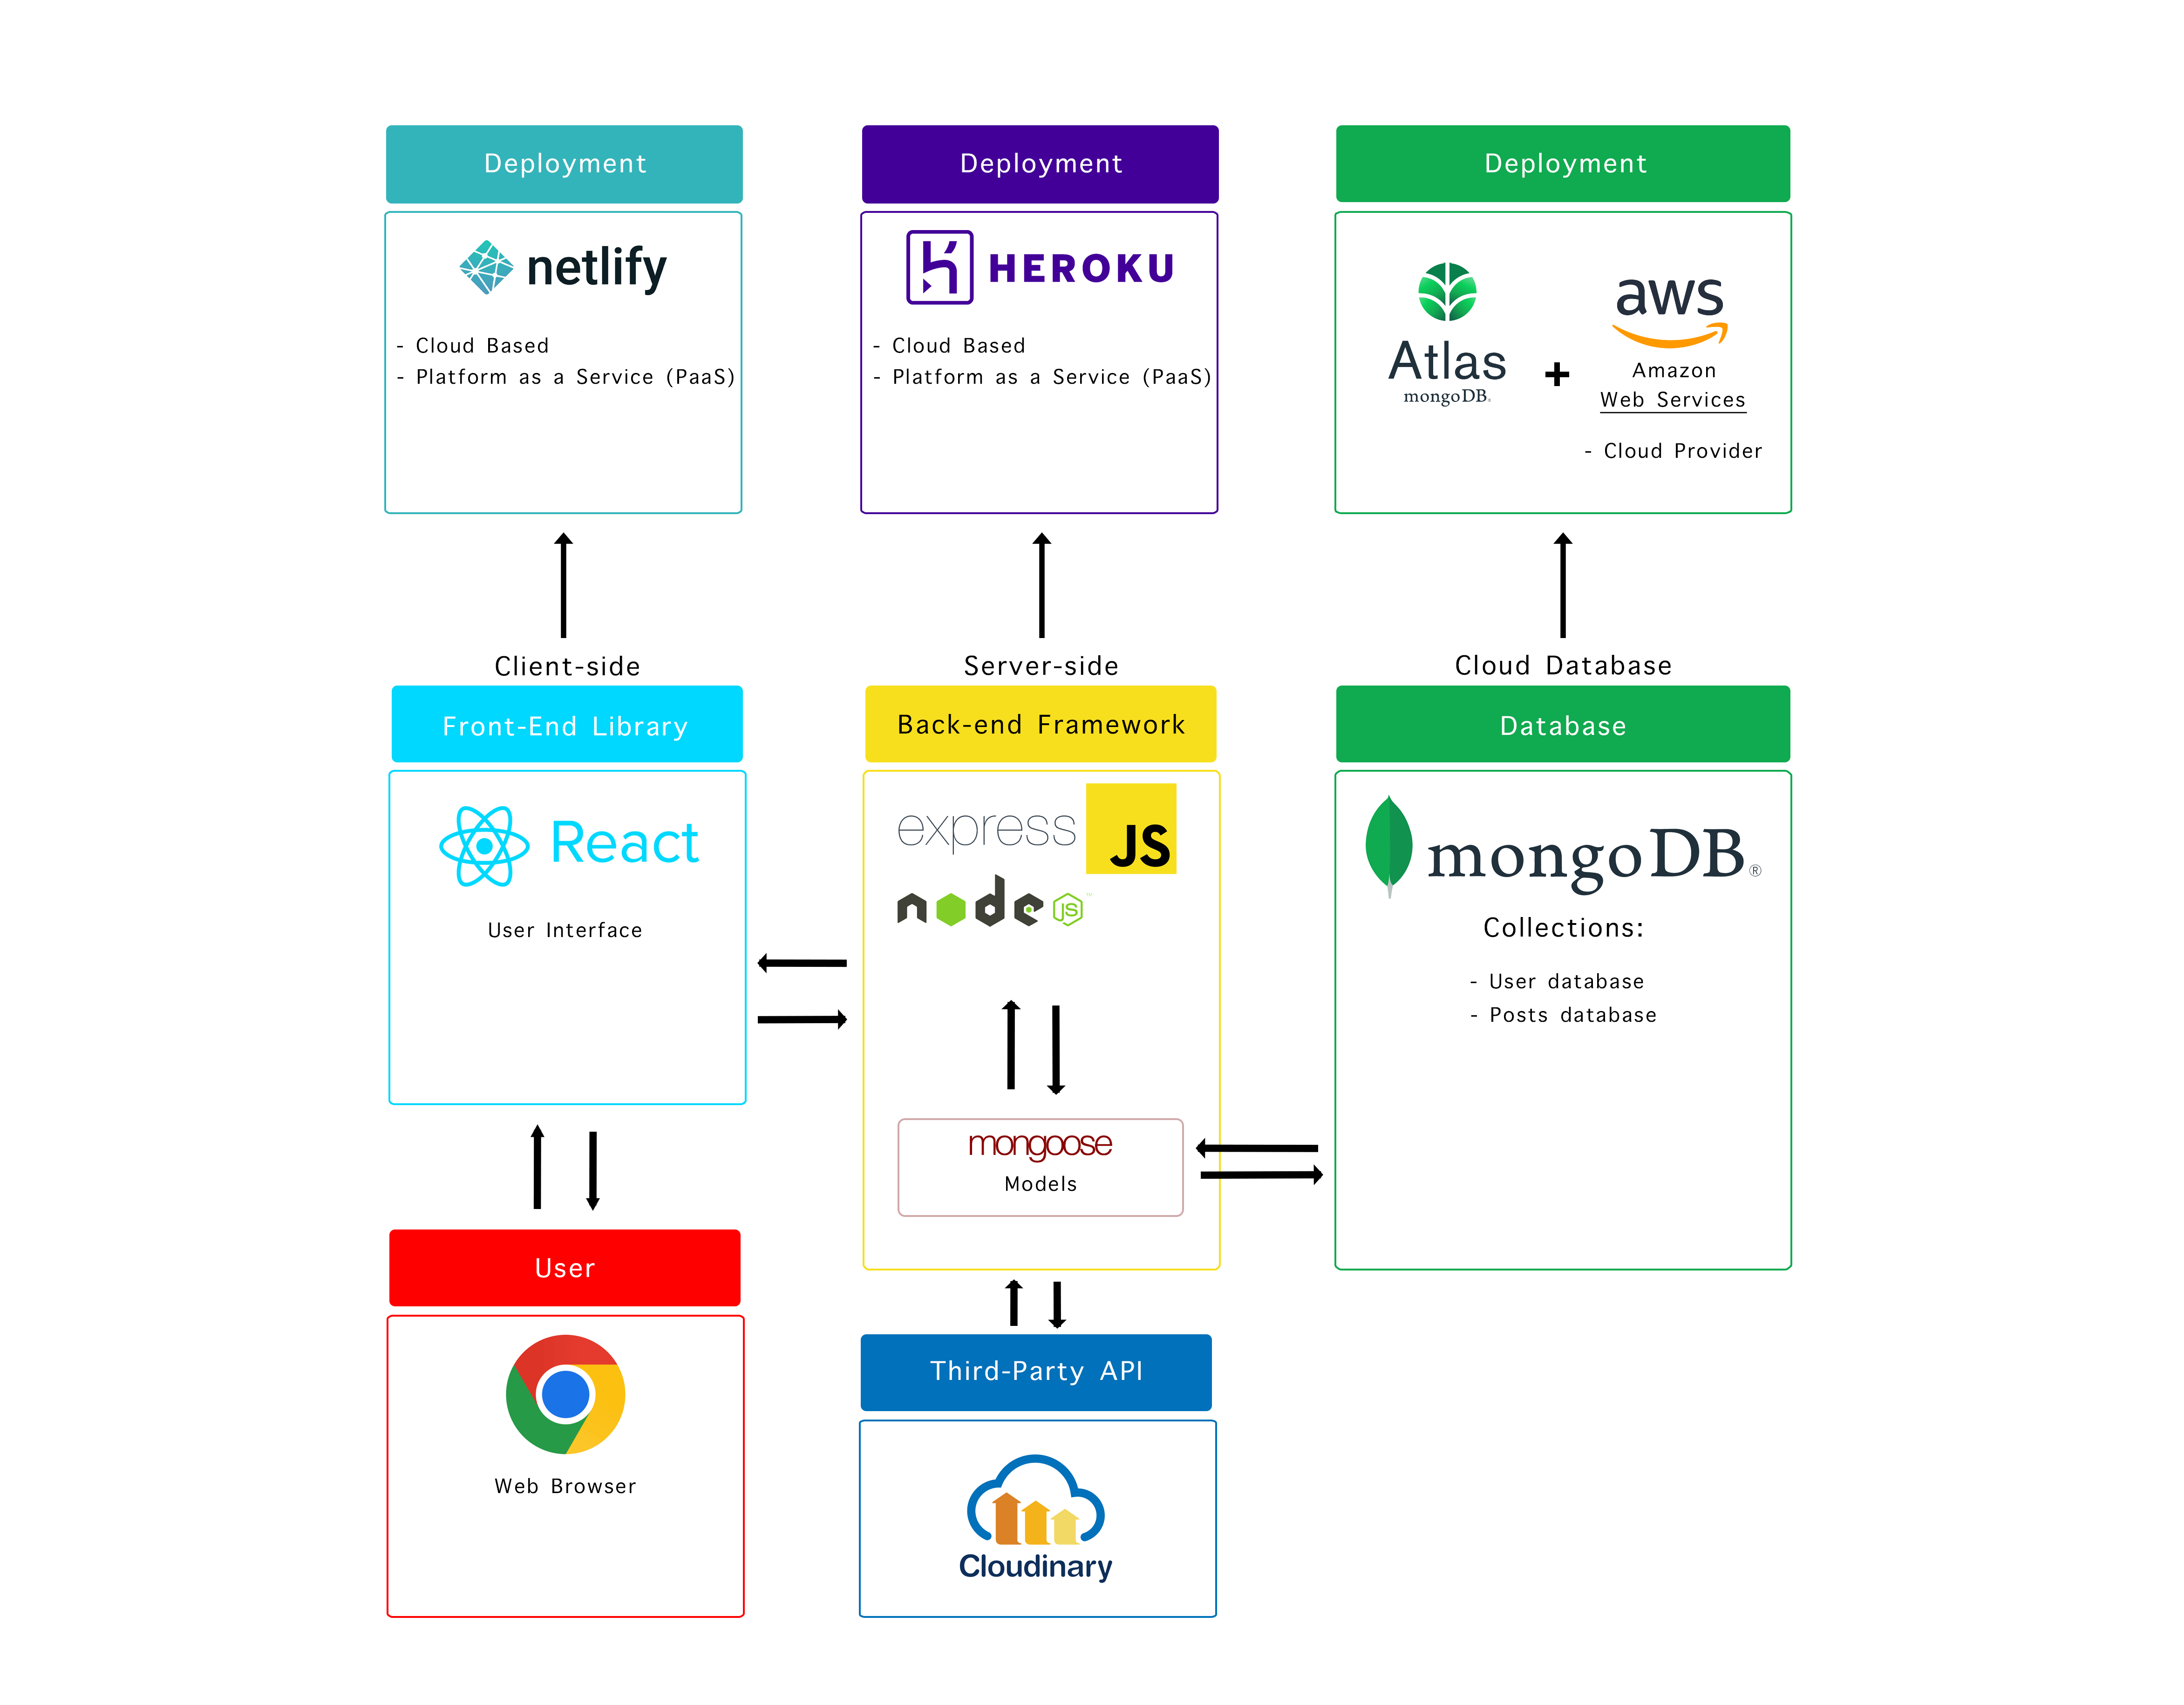 Deployment
netlify
- Cloud Based
- Platform as a Service (PaaS)
Deployment
HEROKU
- Cloud Based
- Platform as a Service (PaaS)
Deployment
Atlas
mongoDB.
+
aws
Amazon
Web Services
- Cloud Provider
Client-side
Front-End Library
React
User Interface
Server-side
Back-end Framework
express
JS
node JS
mongoose
Models
Cloud Database
Database
mongoDB®
Collections:
- User database
- Posts database
User
Web Browser
Third-Party API
Cloudinary